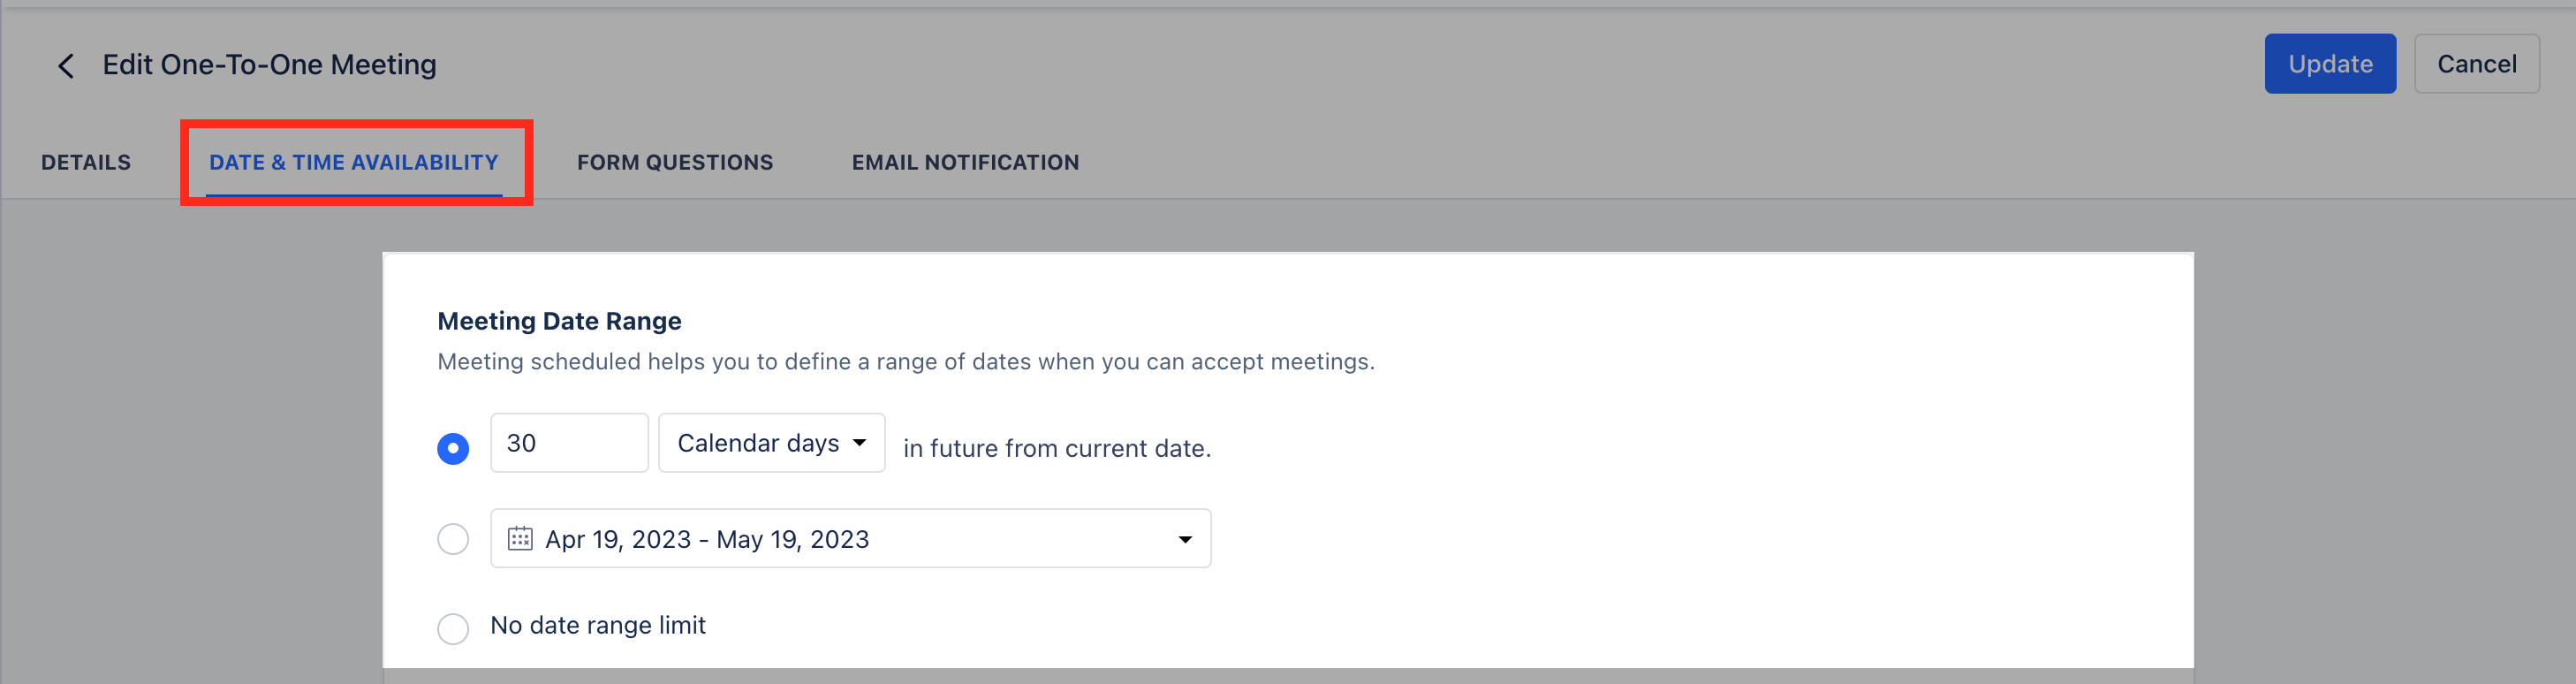 Edit One-To-One Meeting
Update
Cancel
DETAILS
DATE & TIME AVAILABILITY
FORM QUESTIONS
EMAIL NOTIFICATION
Meeting Date Range
Meeting scheduled helps you to define a range of dates when you can accept meetings.
30 Calendar days in future from current date.
Apr 19, 2023 - May 19, 2023
No date range limit